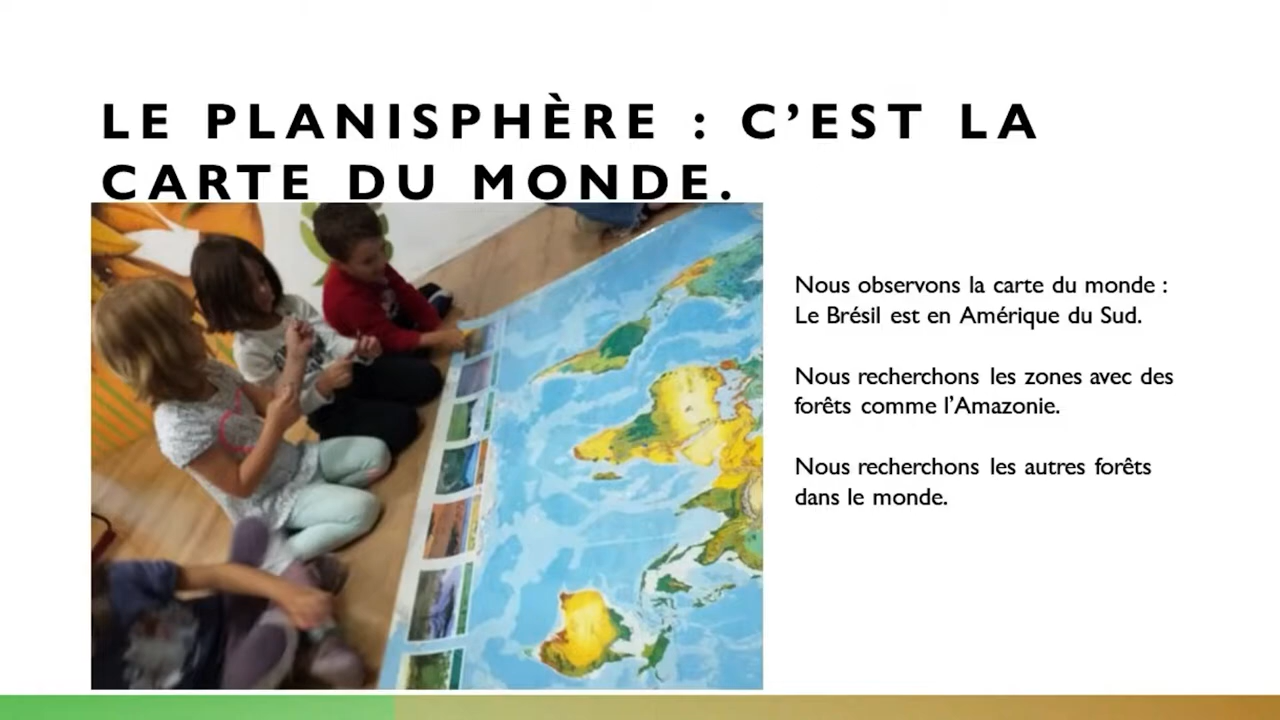 LE PLANISPHÈRE : C’EST LA
CARTE DU MONDE.
Nous observons la carte du monde :
Le Brésil est en Amérique du Sud.
Nous recherchons les zones avec des
forêts comme l’Amazonie.
Nous recherchons les autres forêts
dans le monde.